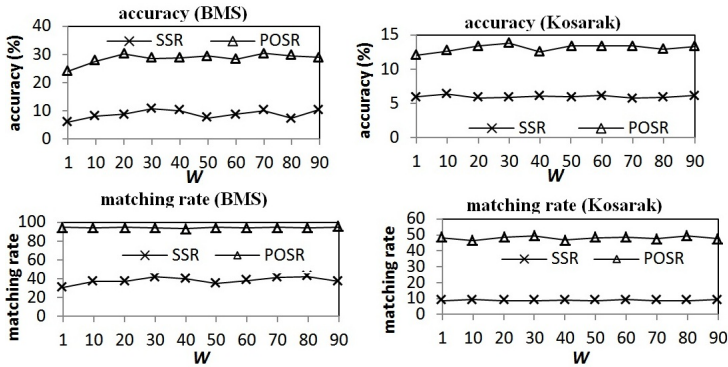 accuracy (BMS)
accuracy (%)
40
30
20
10
0
SSR POSR
1 10 20 30 40 50 60 70 80 90
W
accuracy (Kosarak)
accuracy (%)
15
10
5
0
SSR POSR
1 10 20 30 40 50 60 70 80 90
W
matching rate (BMS)
matching rate
100
80
60
40
20
0
SSR POSR
1 10 20 30 40 50 60 70 80 90
W
matching rate (Kosarak)
matching rate
60
50
40
30
20
10
0
SSR POSR
1 10 20 30 40 50 60 70 80 90
W